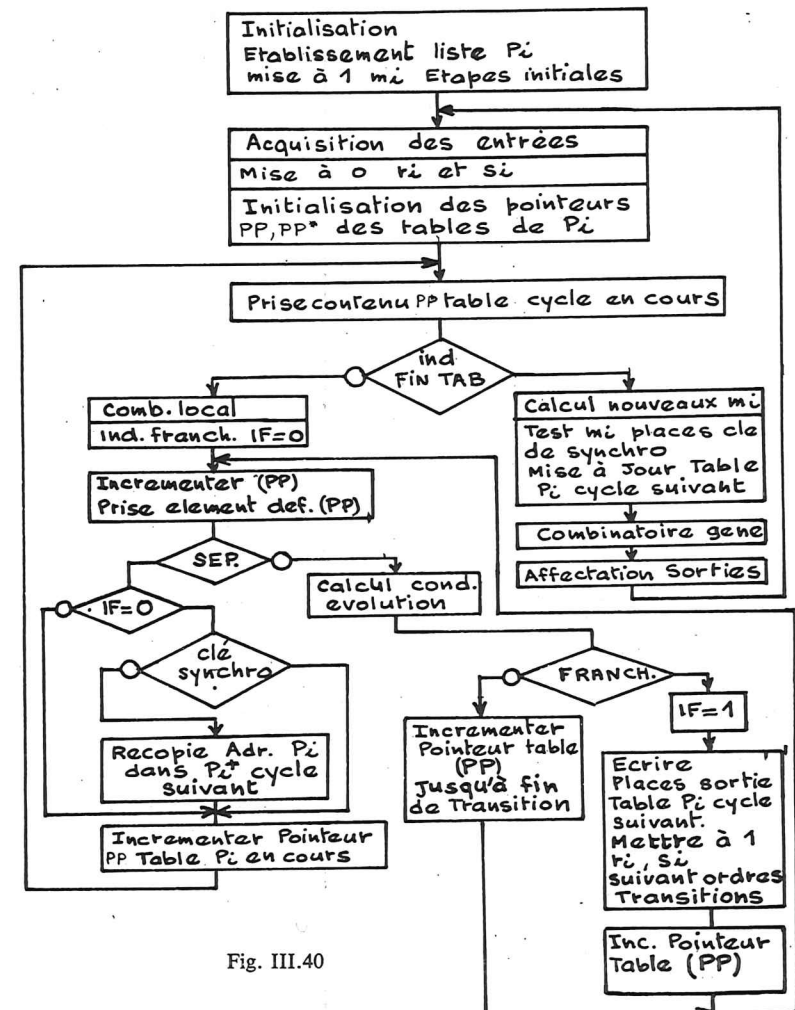 Initialisation
Etablissement liste Pi
mise à 1 mi Etapes initiales
Acquisition des entrées
Mise à 0 ri et si
Initialisation des pointeurs
PP, PP* des tables de Pi
Prise contenu PP table cycle en cours
ind
FIN TAB
Comb. local
Ind. franch. IF=0
Calcul nouveaux mi
Test mi places cle
de synchro
Mise à Jour Table
Pi cycle suivant
Combinatoire gene
Affectation Sorties
Incrementer (PP)
Prise element def. (PP)
SEP.
Calcul cond.
evolution
IF=0
clé
synchro
FRANCH.
IF=1
Recopie Adr. Pi
dans Pi+ cycle
suivant
Incrementer Pointeur
PP Table Pi en cours
Incrementer
Pointeur table
(PP)
Jusqu'à fin
de Transition
Ecrire
Places sortie
Table Pi cycle
suivant.
Mettre à 1
ri, si
suivant ordres
Transitions
Inc. Pointeur
Table (PP)
Fig. III.40